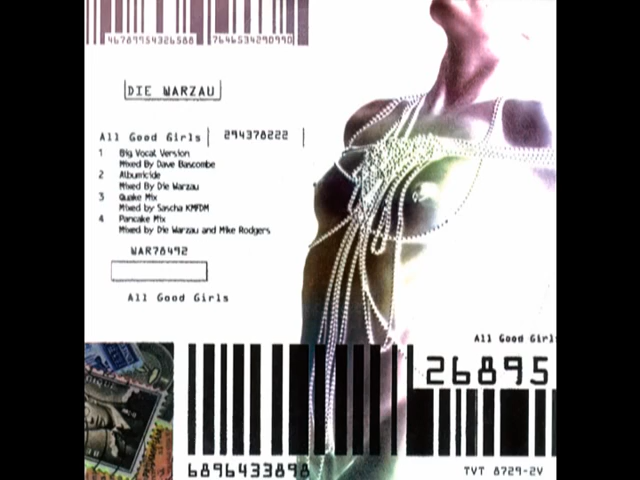 46789954326588 7646534290990
DIE WARZAU
All Good Girls 294378222
1 Big Vocal Version
Mixed By Dave Bascombe
2 Albumicide
Mixed By Die Warzau
3 Quake Mix
Mixed by Sascha KMFDM
4 Pancake Mix
Mixed by Die Warzau and Mike Rodgers
WAR78492
All Good Girls
All Good Girl
26895
6896433898
TVT 8729-2V